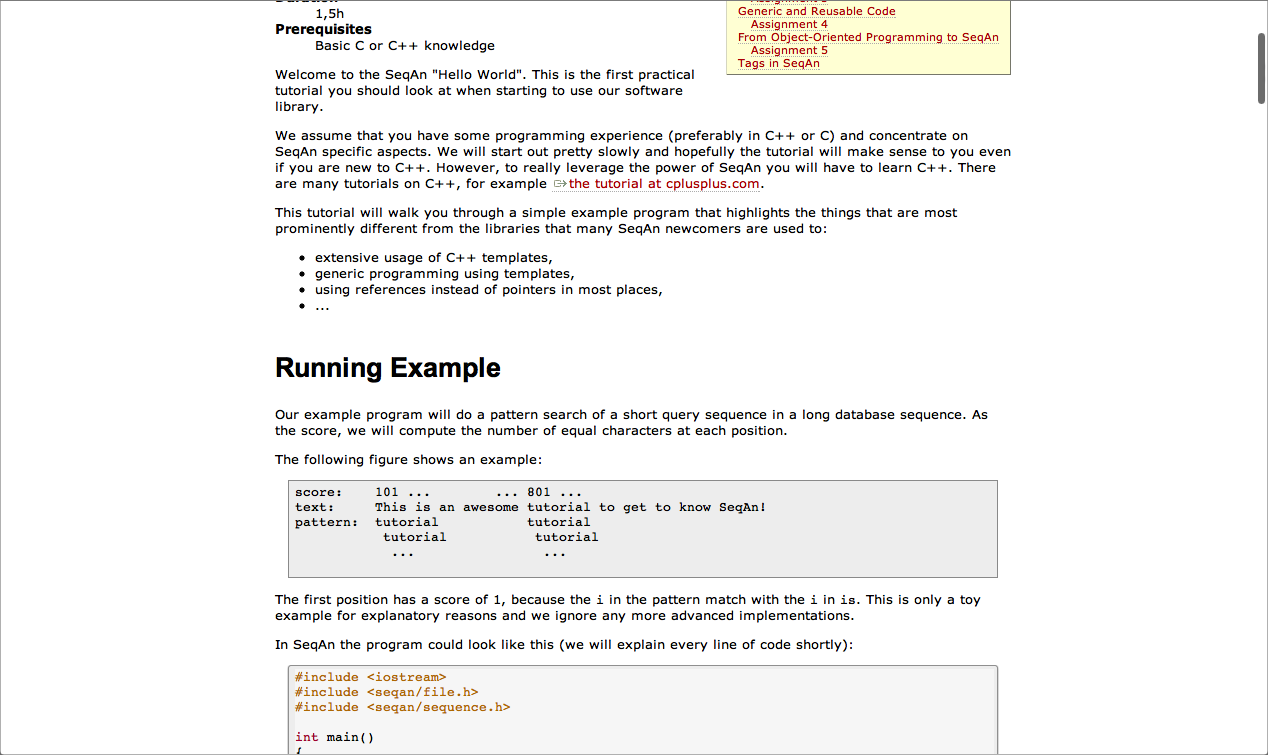 1,5h
Prerequisites
Basic C or C++ knowledge
Generic and Reusable Code
Assignment 4
From Object-Oriented Programming to SeqAn
Assignment 5
Tags in SeqAn
Welcome to the SeqAn "Hello World". This is the first practical
tutorial you should look at when starting to use our software
library.
We assume that you have some programming experience (preferably in C++ or C) and concentrate on
SeqAn specific aspects. We will start out pretty slowly and hopefully the tutorial will make sense to you even
if you are new to C++. However, to really leverage the power of SeqAn you will have to learn C++. There
are many tutorials on C++, for example the tutorial at cplusplus.com.
This tutorial will walk you through a simple example program that highlights the things that are most
prominently different from the libraries that many SeqAn newcomers are used to:
• extensive usage of C++ templates,
• generic programming using templates,
• using references instead of pointers in most places,
• ...
Running Example
Our example program will do a pattern search of a short query sequence in a long database sequence. As
the score, we will compute the number of equal characters at each position.
The following figure shows an example:
score:    101 ...        ... 801 ...
text:     This is an awesome tutorial to get to know SeqAn!
pattern:  tutorial           tutorial
           tutorial           tutorial
            ...                ...
The first position has a score of 1, because the i in the pattern match with the i in is. This is only a toy
example for explanatory reasons and we ignore any more advanced implementations.
In SeqAn the program could look like this (we will explain every line of code shortly):
#include <iostream>
#include <seqan/file.h>
#include <seqan/sequence.h>
int main()
{